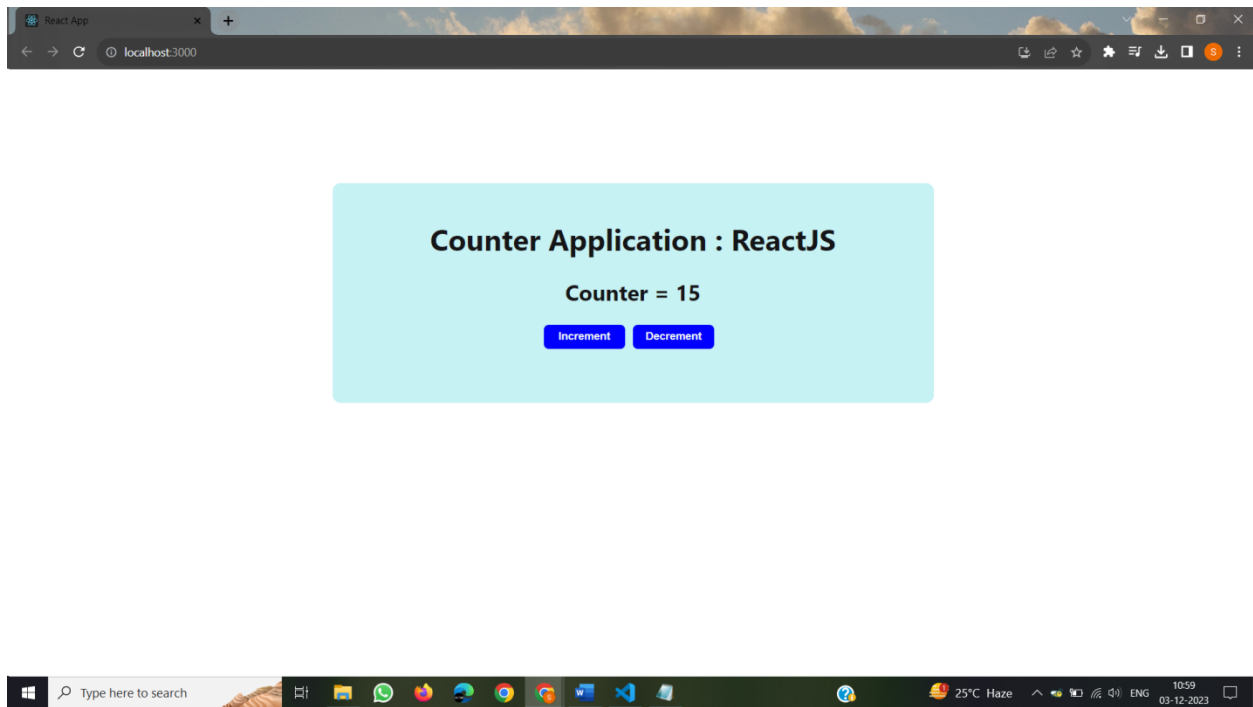 React App
localhost:3000
S
Counter Application : ReactJS
Counter = 15
Increment Decrement
Type here to search
25°C Haze
ENG
10:59
03-12-2023